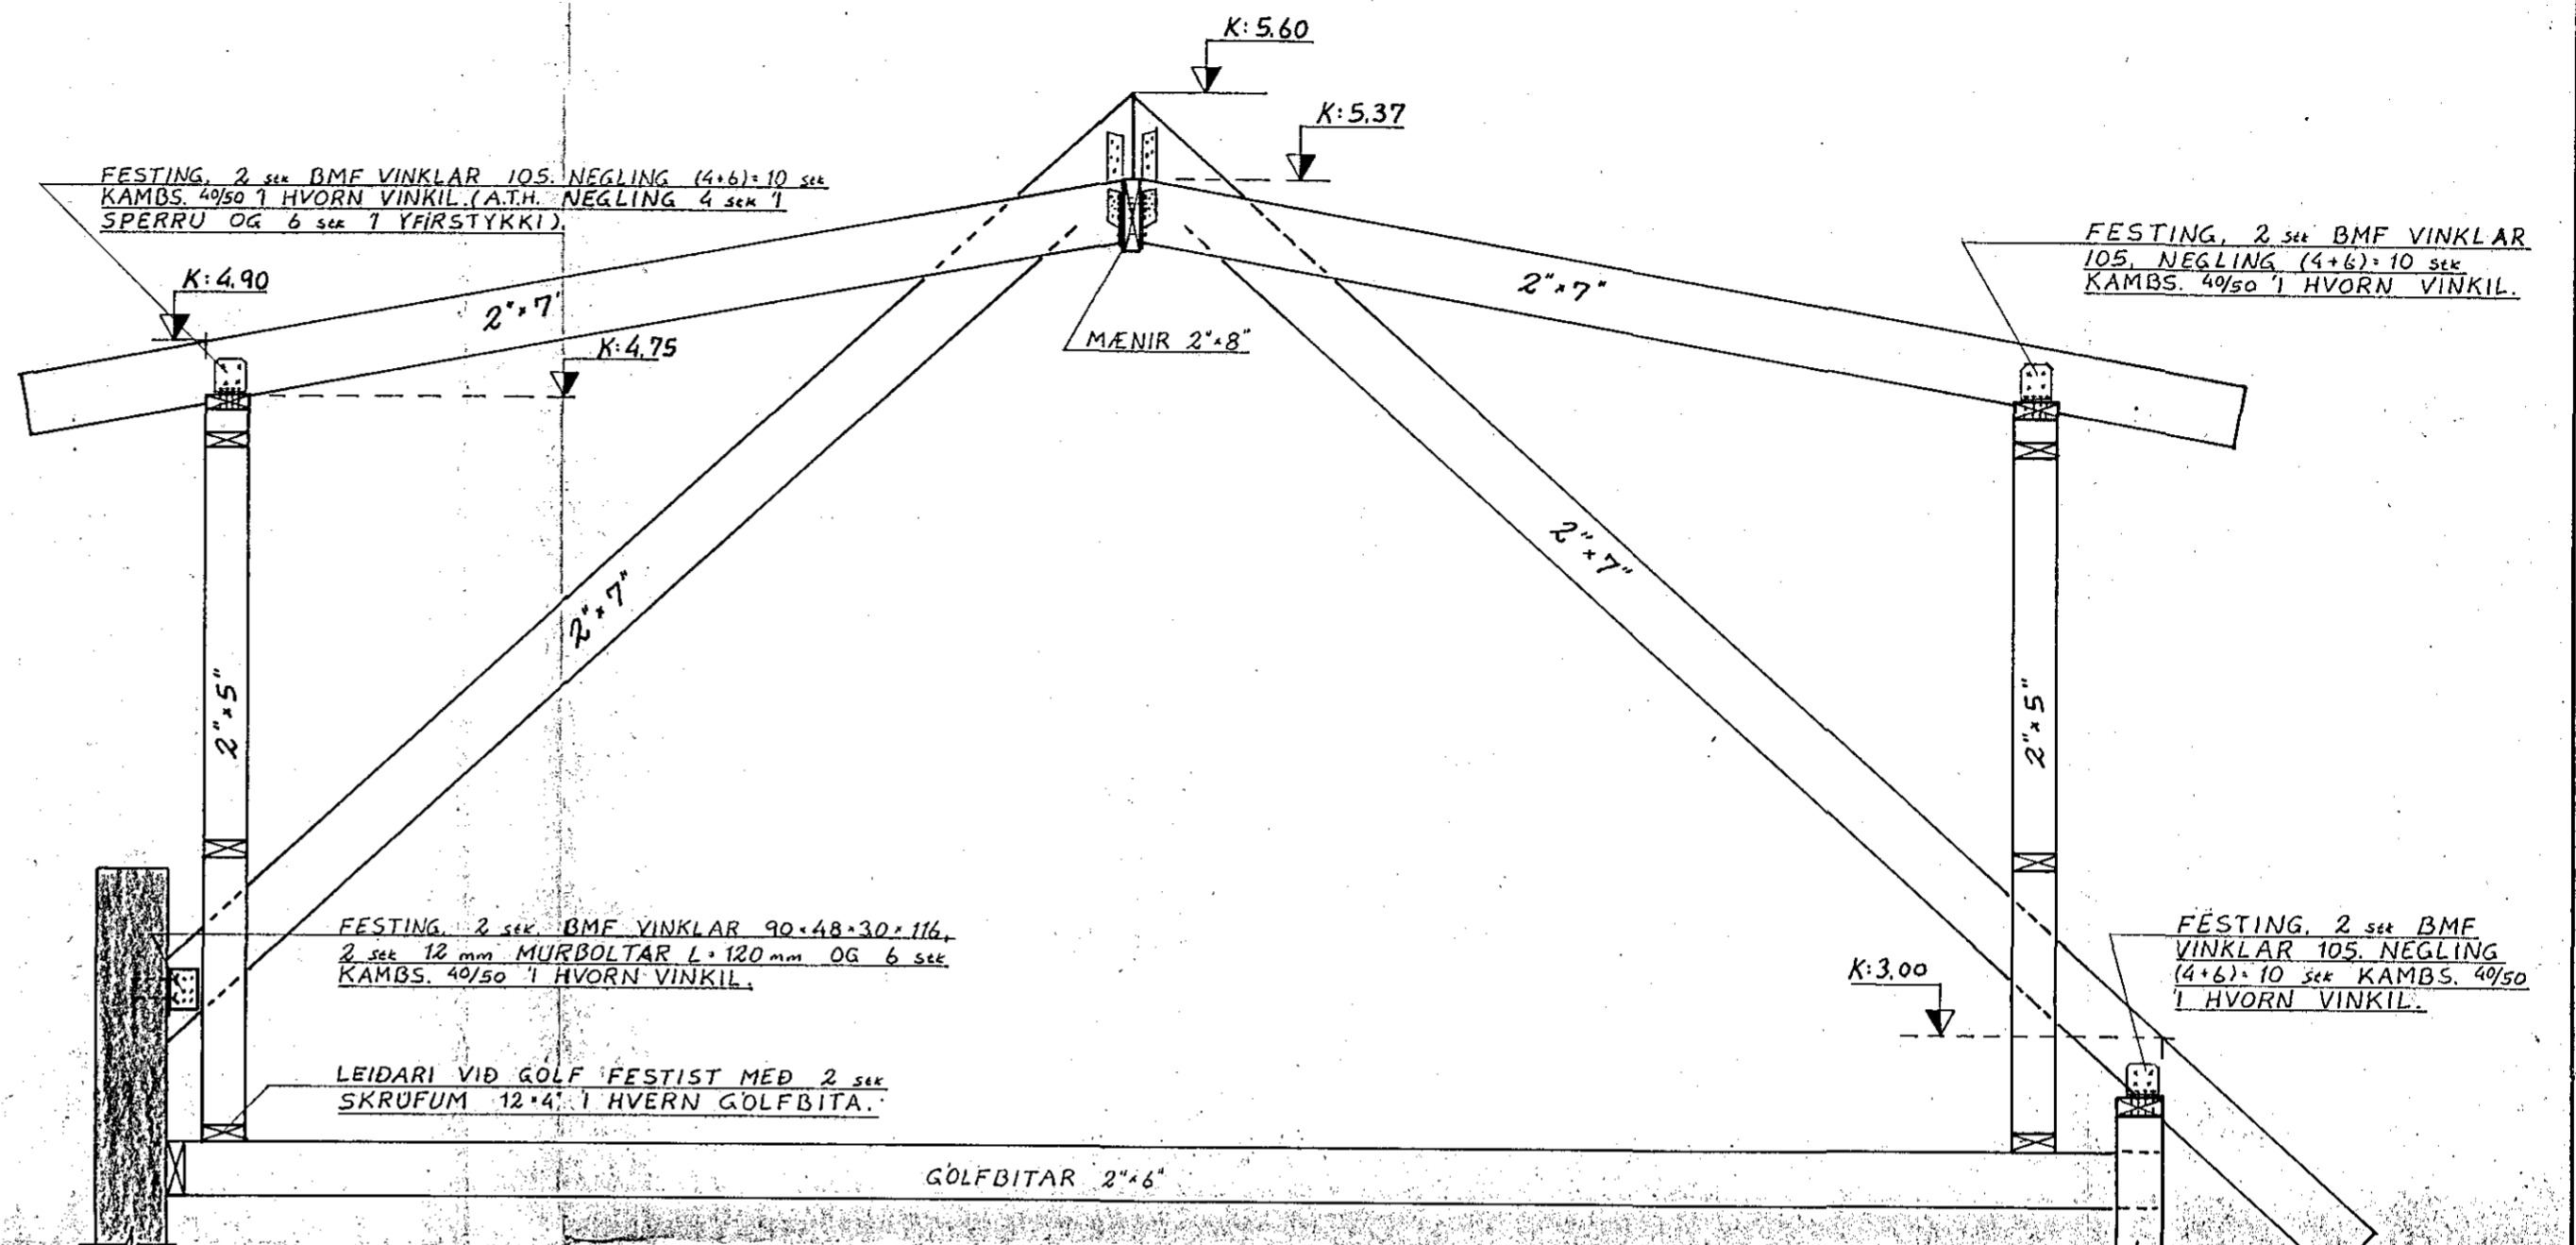 K: 5.60
K: 5.37
FESTING, 2 stk BMF VINKLAR 105. NEGLING (4+6)= 10 stk
KAMBS. 40/50 Í HVORN VINKIL. (A.T.H. NEGLING 4 stk Í
SPERRU OG 6 stk Í YFIRSTYKKI).
K: 4.90
2"×7"
K: 4.75
MÆNIR 2"×8"
2"×7"
FESTING, 2 stk BMF VINKLAR
105, NEGLING (4+6)= 10 stk
KAMBS. 40/50 Í HVORN VINKIL.
2"×7"
2"×7"
2"×5"
2"×5"
FESTING, 2 stk. BMF VINKLAR 90×48×30×116,
2 stk 12 mm MÚRBOLTAR L=120 mm OG 6 stk
KAMBS. 40/50 Í HVORN VINKIL.
K: 3.00
FESTING, 2 stk BMF
VINKLAR 105. NEGLING
(4+6)= 10 stk KAMBS. 40/50
Í HVORN VINKIL.
LEIÐARI VIÐ GÓLF FESTIST MEÐ 2 stk
SKRÚFUM 12×4" Í HVERN GÓLFBITA.
GÓLFBITAR 2"×6"